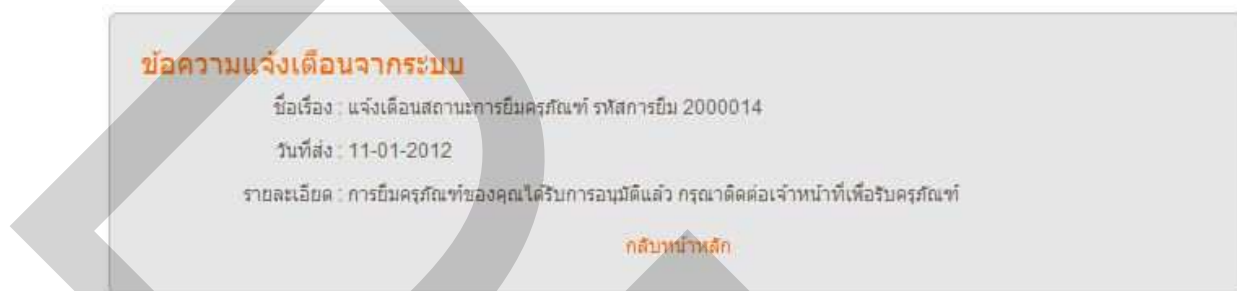 ข้อความแจ้งเตือนจากระบบ
ชื่อเรื่อง : แจ้งเตือนสถานะการยืมครุภัณฑ์ รหัสการยืม 2000014
วันที่ส่ง : 11-01-2012
รายละเอียด : การยืมครุภัณฑ์ของคุณได้รับการอนุมัติแล้ว กรุณาติดต่อเจ้าหน้าที่เพื่อรับครุภัณฑ์
กลับหน้าหลัก